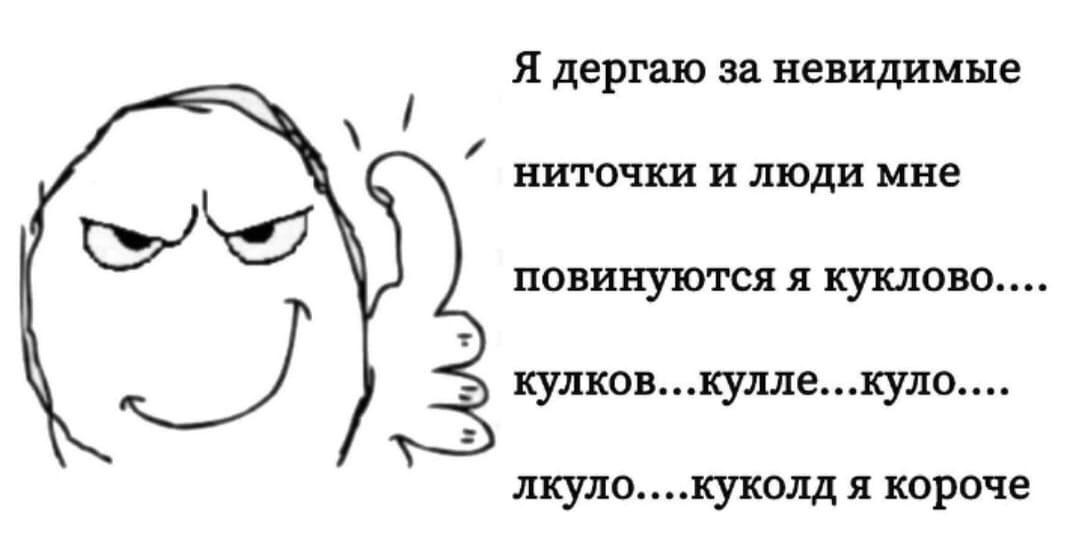 Я дергаю за невидимые
ниточки и люди мне
повинуются я куклово....
кулков...кулле...куло....
лкуло....куколд я короче